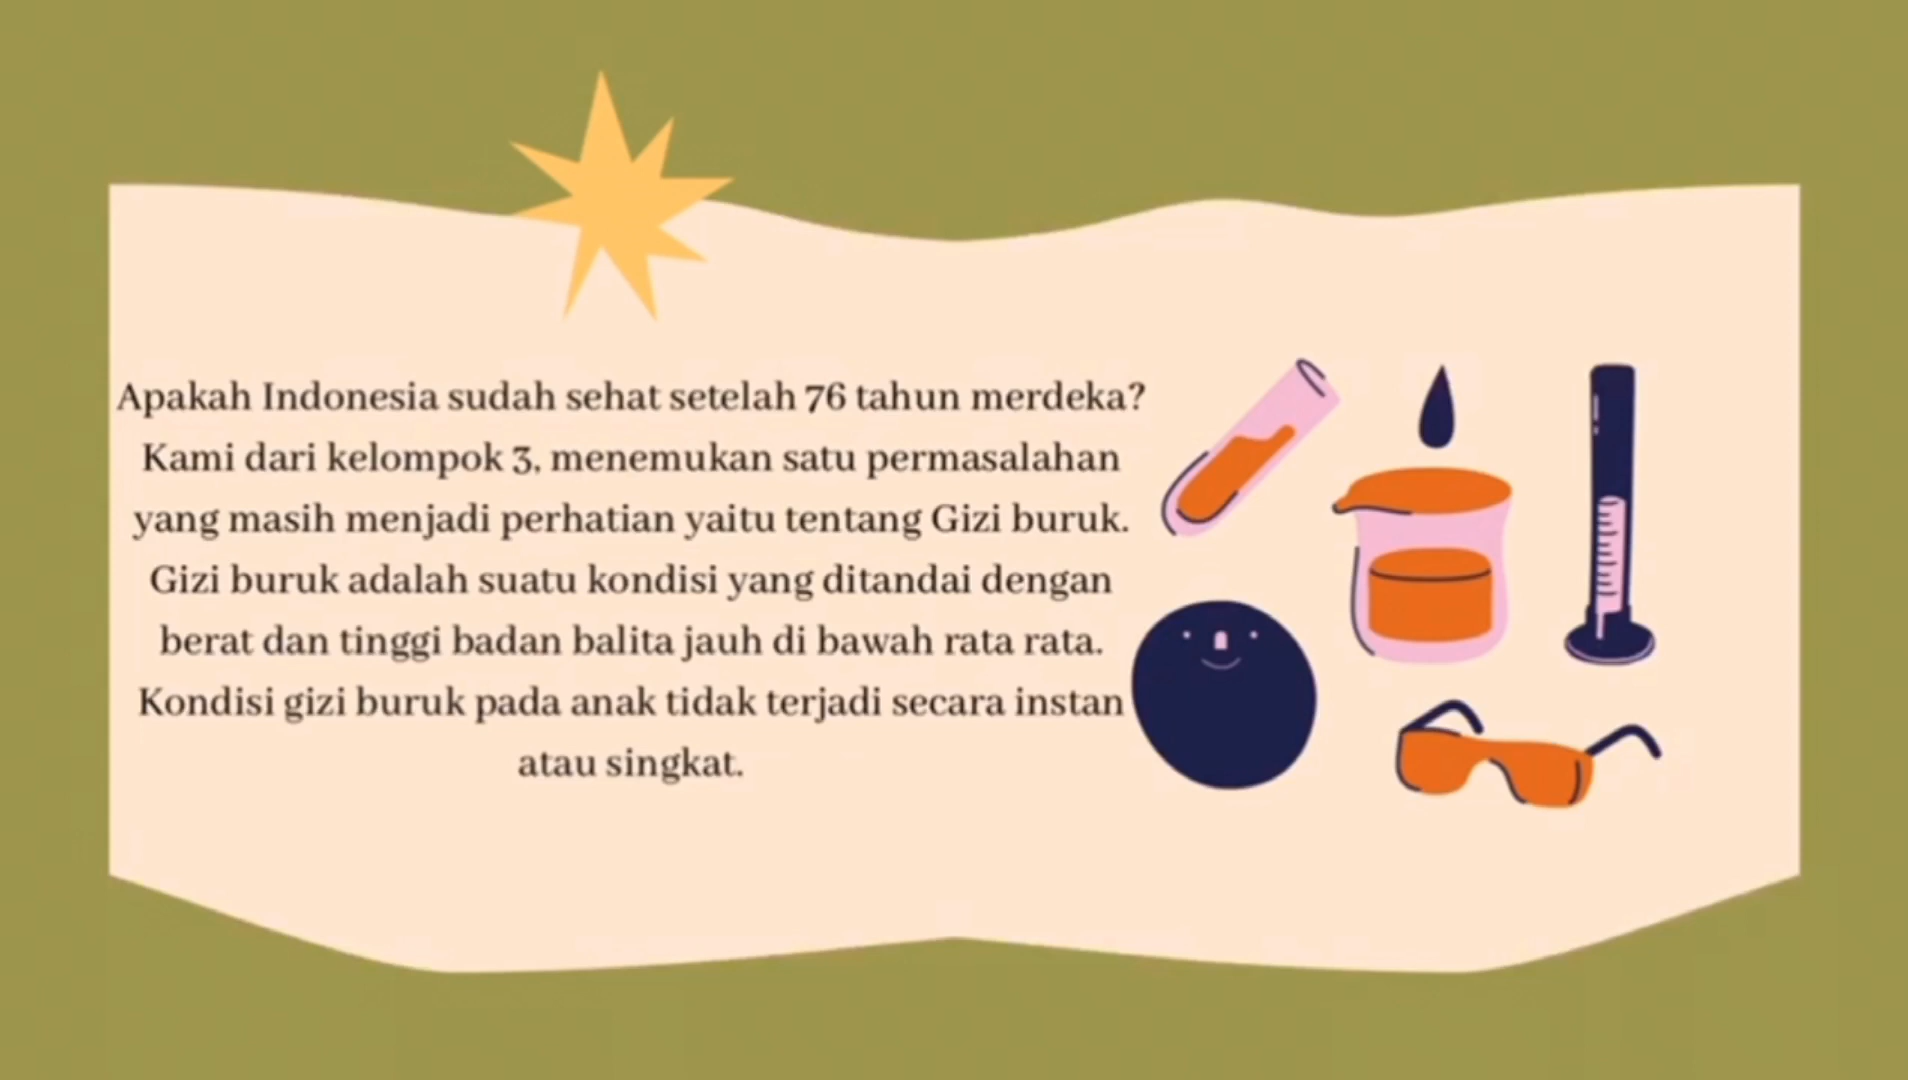 Apakah Indonesia sudah sehat setelah 76 tahun merdeka?
Kami dari kelompok 3, menemukan satu permasalahan
yang masih menjadi perhatian yaitu tentang Gizi buruk.
Gizi buruk adalah suatu kondisi yang ditandai dengan
berat dan tinggi badan balita jauh di bawah rata rata.
Kondisi gizi buruk pada anak tidak terjadi secara instan
atau singkat.